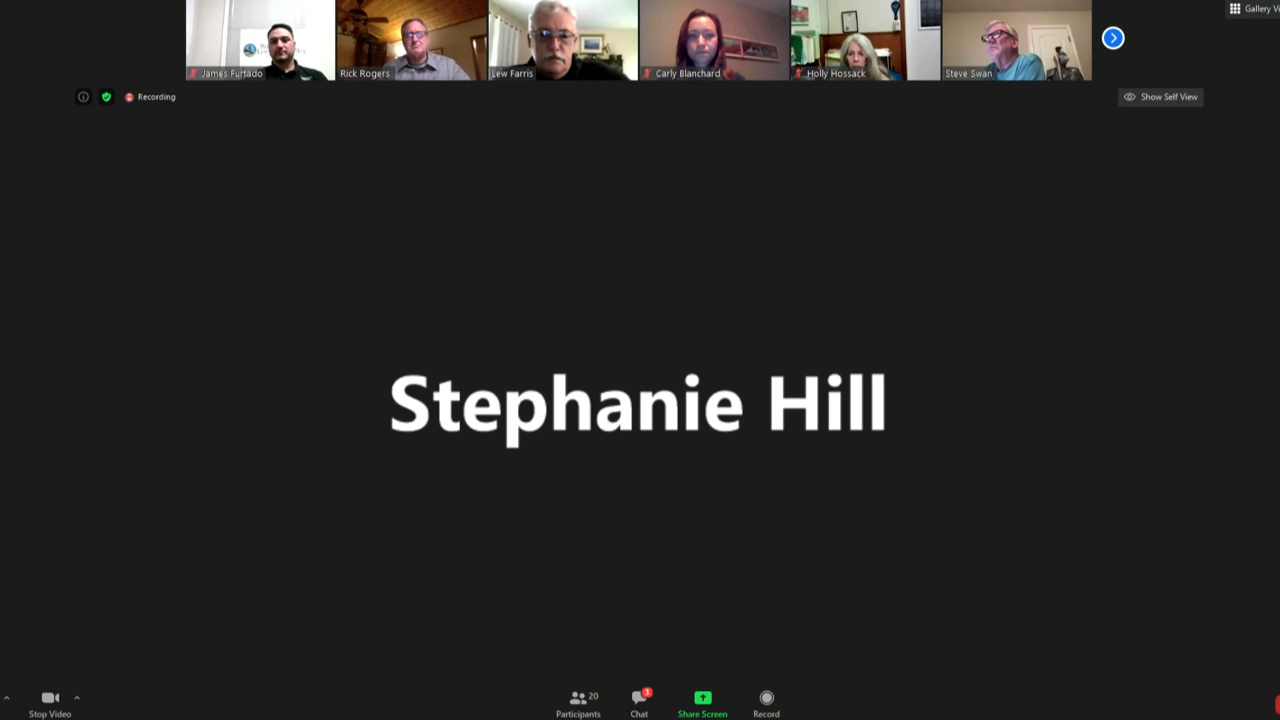 James Furtado
Rick Rogers
Lew Farris
Carly Blanchard
Holly Hossack
Steve Swan
Gallery Vi
Recording
Show Self View
Stephanie Hill
Stop Video
20
Participants
3
Chat
Share Screen
Record